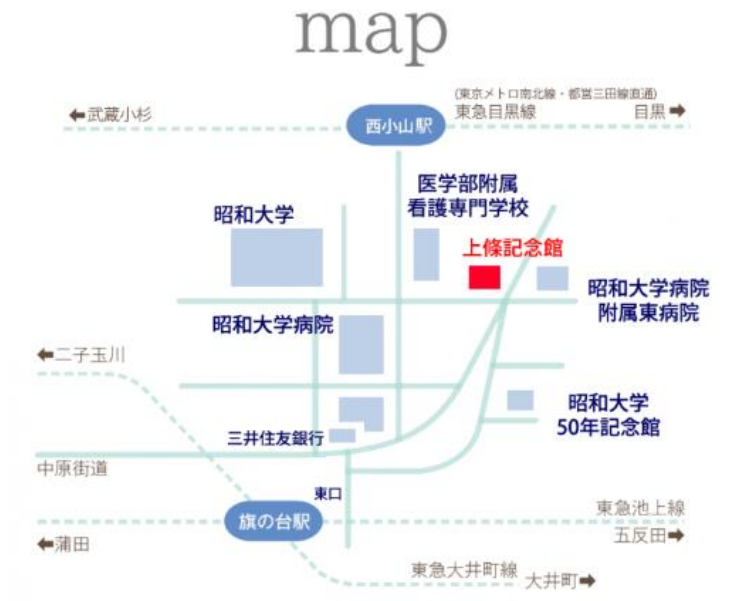 map
(東京メトロ南北線・都営三田線直通)
←武蔵小杉
西小山駅
東急目黒線
目黒→
医学部附属
看護専門学校
昭和大学
上條記念館
昭和大学病院
附属東病院
昭和大学病院
←二子玉川
昭和大学
50年記念館
三井住友銀行
中原街道
東口
旗の台駅
東急池上線
五反田→
←蒲田
東急大井町線
大井町→